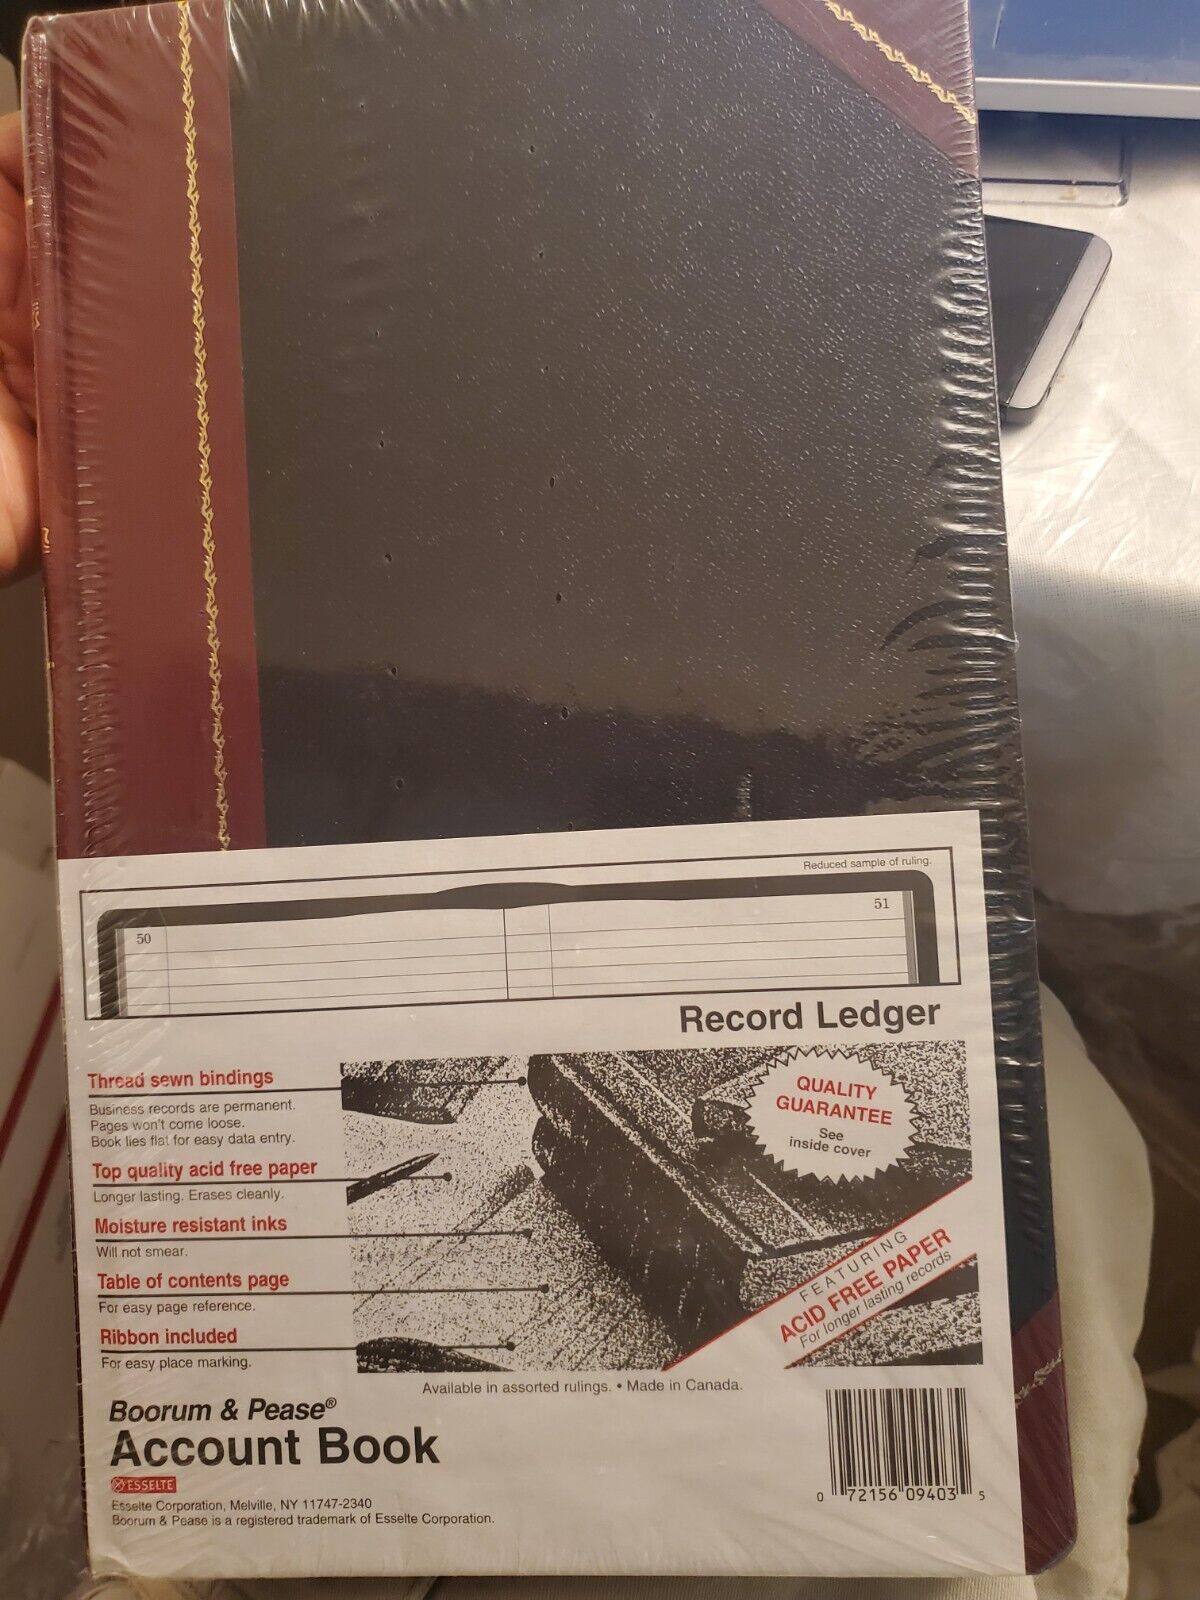 Reduced sample of ruling.
50
51
Record Ledger
Thread sewn bindings
Business records are permanent.
Pages won't come loose.
Book lies flat for easy data entry.
Top quality acid free paper
Longer lasting. Erases cleanly.
Moisture resistant inks
Will not smear.
Table of contents page
For easy page reference.
Ribbon included
For easy place marking.
QUALITY
GUARANTEE
See
inside cover
FEATURING
ACID FREE PAPER
For longer lasting records
Available in assorted rulings. • Made in Canada.
Boorum & Pease®
Account Book
ESSELTE
Esselte Corporation, Melville, NY 11747-2340
Boorum & Pease is a registered trademark of Esselte Corporation.
0 72156 09403 5